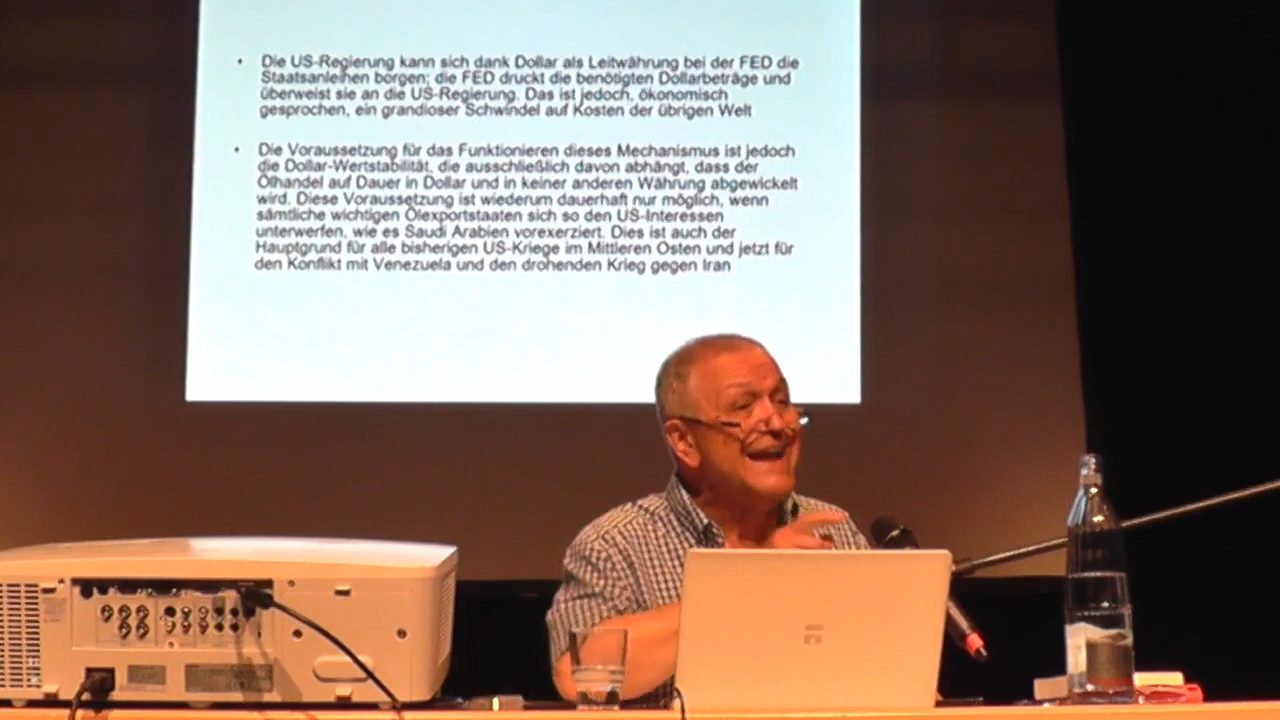 • Die US-Regierung kann sich dank Dollar als Leitwährung bei der FED die
Staatsanleihen borgen; die FED druckt die benötigten Dollarbeträge und
überweist sie an die US-Regierung. Das ist jedoch, ökonomisch
gesprochen, ein grandioser Schwindel auf Kosten der übrigen Welt
• Die Voraussetzung für das Funktionieren dieses Mechanismus ist jedoch
die Dollar-Wertstabilität, die ausschließlich davon abhängt, dass der
Ölhandel auf Dauer in Dollar und in keiner anderen Währung abgewickelt
wird. Diese Voraussetzung ist wiederum dauerhaft nur möglich, wenn
sämtliche wichtigen Ölexportstaaten sich so den US-Interessen
unterwerfen, wie es Saudi Arabien vorexerziert. Dies ist auch der
Hauptgrund für alle bisherigen US-Kriege im Mittleren Osten und jetzt für
den Konflikt mit Venezuela und den drohenden Krieg gegen Iran